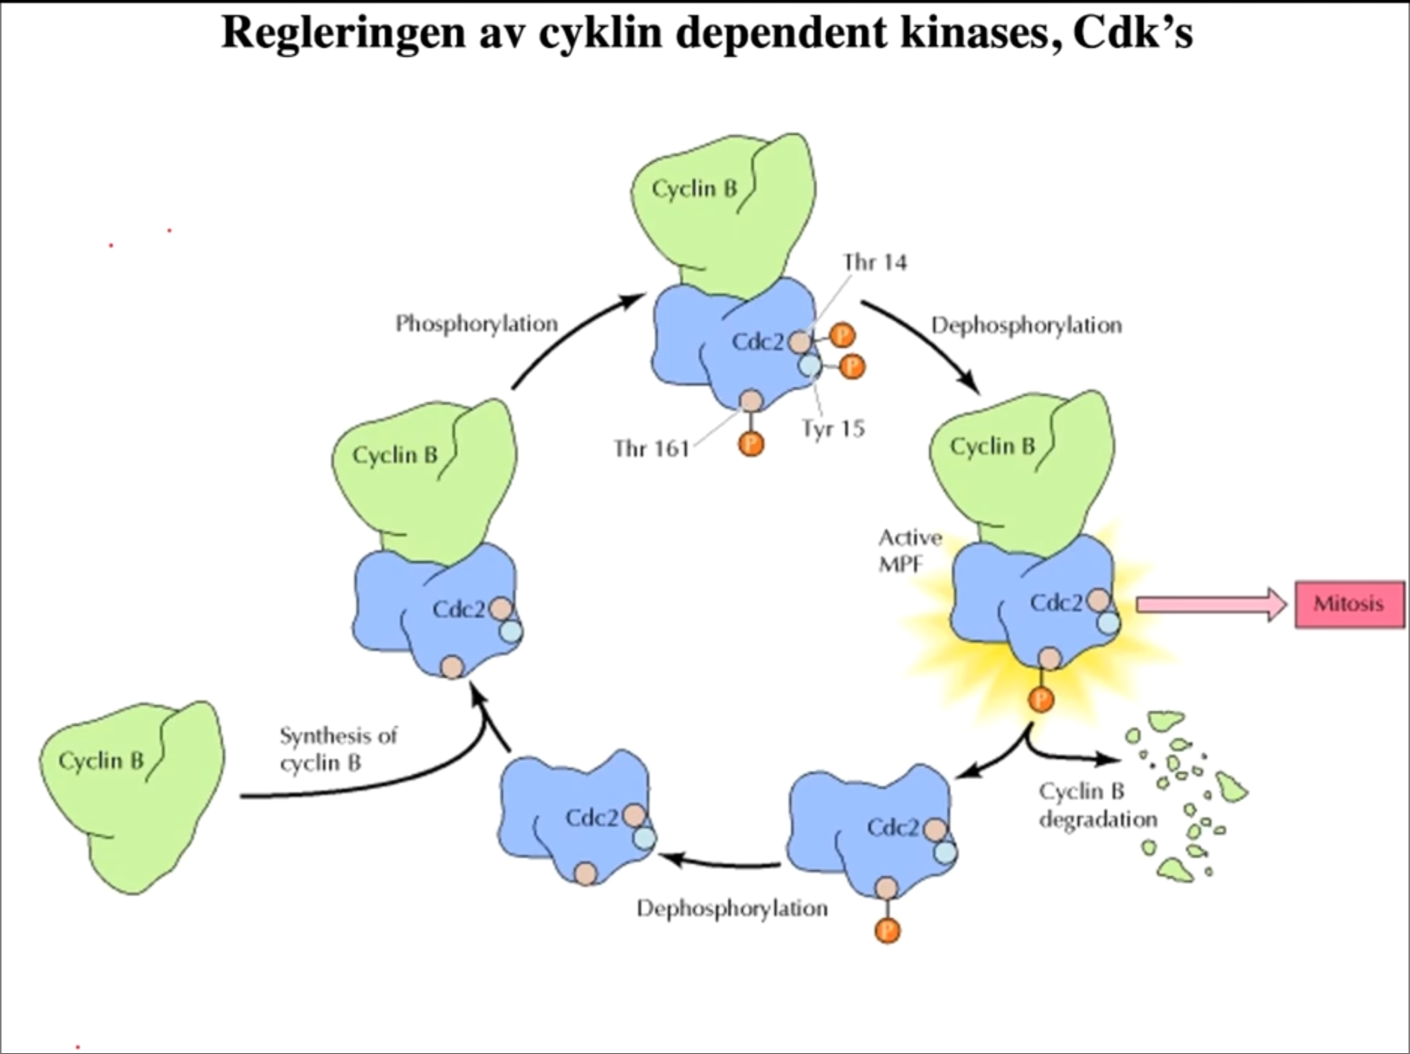 Regleringen av cyklin dependent kinases, Cdk's
Cyclin B
Thr 14
Phosphorylation
Dephosphorylation
Cdc2
P
P
Thr 161
Tyr 15
P
Cyclin B
Cyclin B
Active
MPF
Cdc2
Cdc2
Mitosis
P
Cyclin B
Synthesis of
cyclin B
Cdc2
Cdc2
Cyclin B
degradation
Dephosphorylation
P